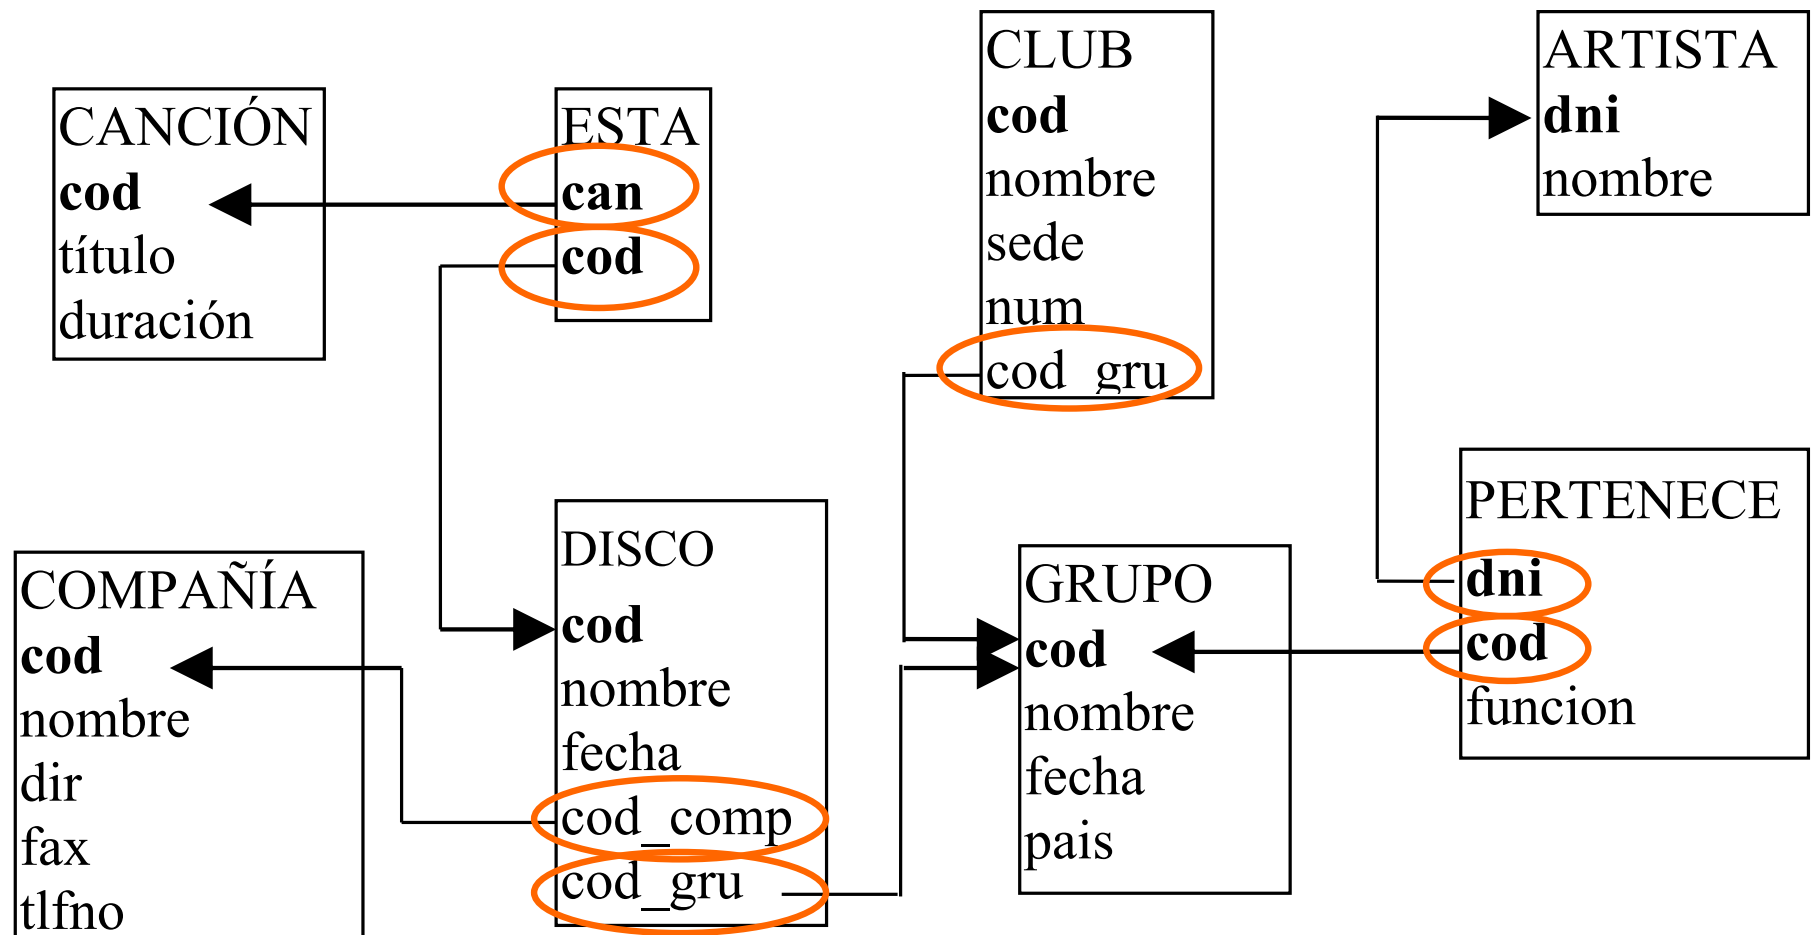 CANCIÓN
cod
título
duración
ESTA
can
cod
CLUB
cod
nombre
sede
num
cod_gru
ARTISTA
dni
nombre
COMPAÑÍA
cod
nombre
dir
fax
tlfno
DISCO
cod
nombre
fecha
cod_comp
cod_gru
GRUPO
cod
nombre
fecha
pais
PERTENECE
dni
cod
funcion